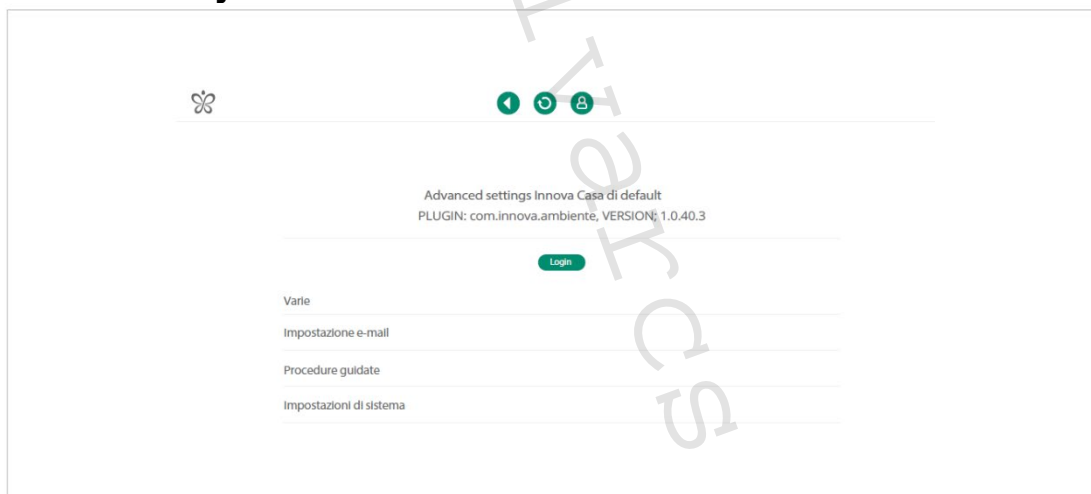 Advanced settings Innova Casa di default
PLUGIN: com.innova.ambiente, VERSION; 1.0.40.3
Login
Varie
Impostazione e-mail
Procedure guidate
Impostazioni di sistema